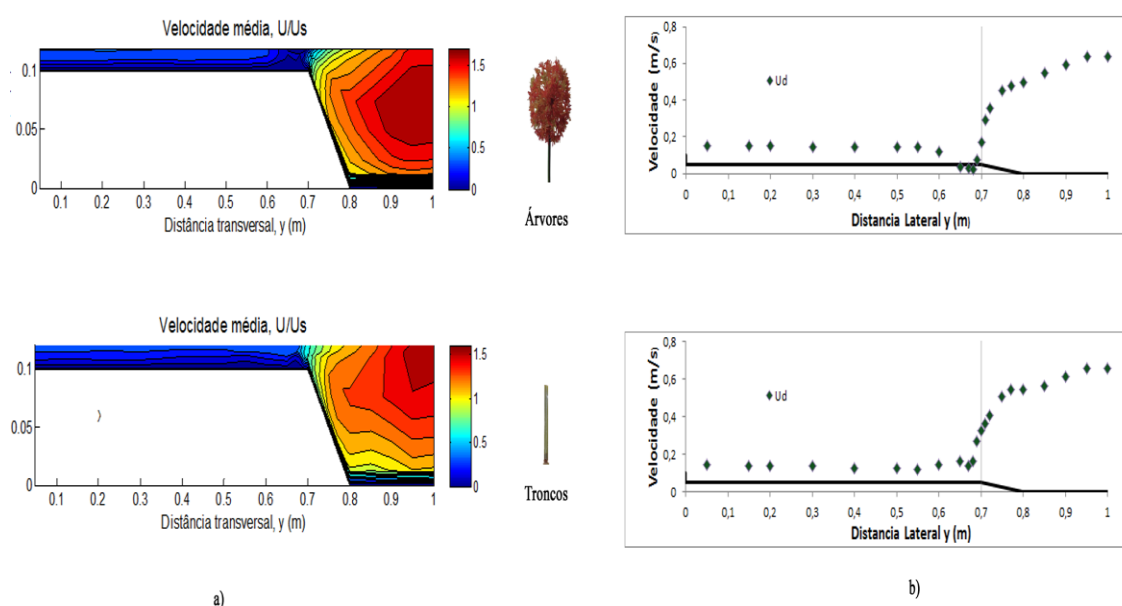 Velocidade média, U/Us
0.1
0.05
0
0.1 0.2 0.3 0.4 0.5 0.6 0.7 0.8 0.9 1
Distância transversal, y (m)
1.5
1
0.5
0
Árvores
Velocidade (m/s)
0,8
0,6
0,4
0,2
0
Ud
0 0,1 0,2 0,3 0,4 0,5 0,6 0,7 0,8 0,9 1
Distancia Lateral y (m)
Velocidade média, U/Us
0.1
0.05
0
0.1 0.2 0.3 0.4 0.5 0.6 0.7 0.8 0.9 1
Distância transversal, y (m)
1.5
1
0.5
0
Troncos
Velocidade (m/s)
0,8
0,6
0,4
0,2
0
Ud
0 0,1 0,2 0,3 0,4 0,5 0,6 0,7 0,8 0,9 1
Distancia Lateral y (m)
a)
b)